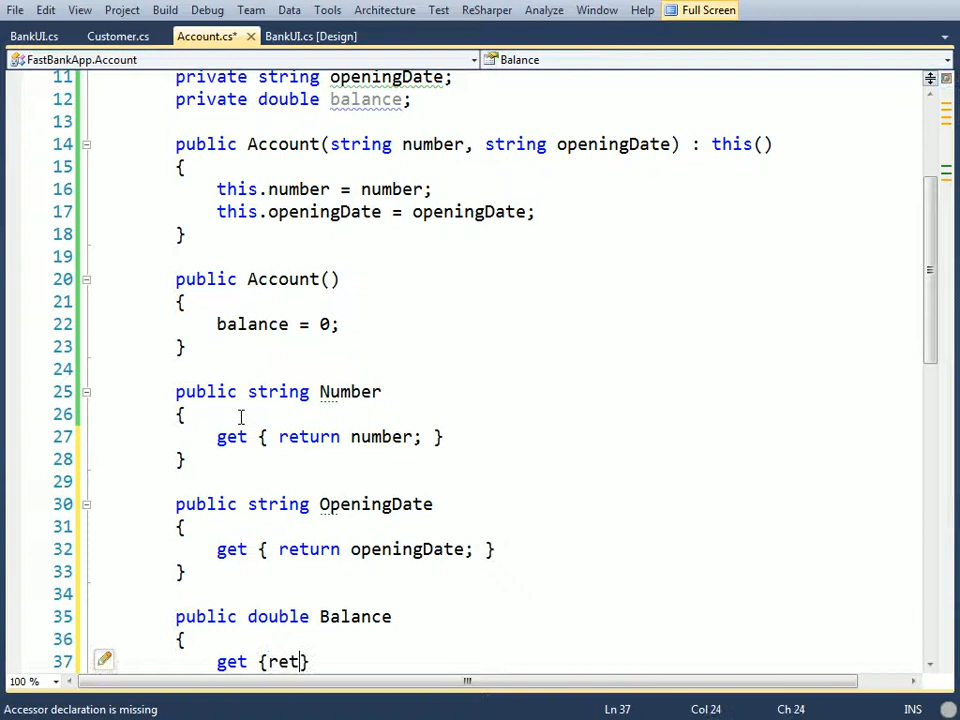 File Edit View Project Build Debug Team Data Tools Architecture Test ReSharper Analyze Window Help Full Screen
BankUI.cs Customer.cs Account.cs* BankUI.cs [Design]
FastBankApp.Account Balance
11 private string openingDate;
12 private double balance;
13
14 public Account(string number, string openingDate) : this()
15 {
16 this.number = number;
17 this.openingDate = openingDate;
18 }
19
20 public Account()
21 {
22 balance = 0;
23 }
24
25 public string Number
26 {
27 get { return number; }
28 }
29
30 public string OpeningDate
31 {
32 get { return openingDate; }
33 }
34
35 public double Balance
36 {
37 get {ret}
100 %
Accessor declaration is missing Ln 37 Col 24 Ch 24 INS